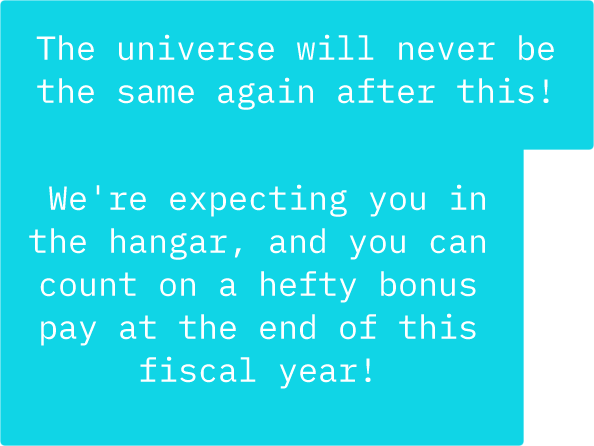 The universe will never be
the same again after this!
We're expecting you in
the hangar, and you can
count on a hefty bonus
pay at the end of this
fiscal year!